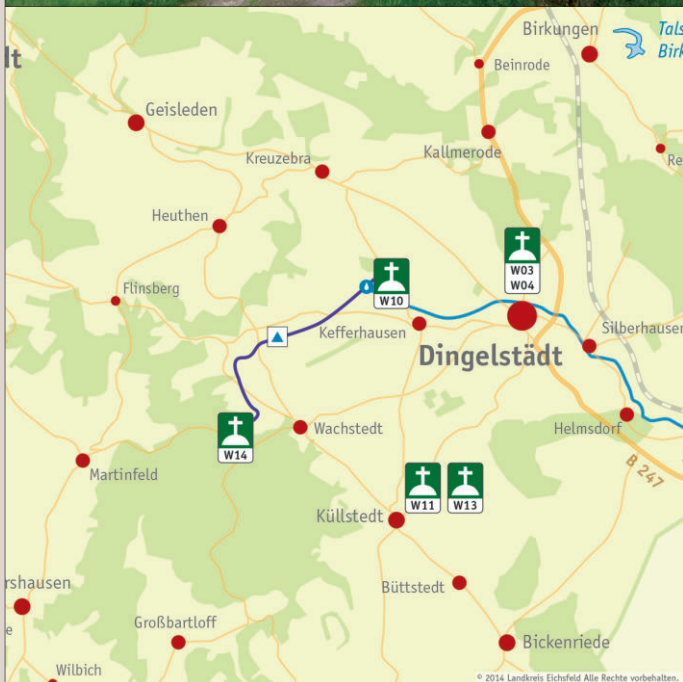 Birkungen
Tals
Birk
dt
Beinrode
Geisleden
Kallmerode
Kreuzebra
Re
Heuthen
W03
W04
Flinsberg
W10
Kefferhausen
Silberhausen
Dingelstädt
Wachstedt
Helmsdorf
W14
Martinfeld
B 247
W11
W13
Küllstedt
rshausen
Büttstedt
Großbartloff
e
Bickenriede
Wilbich
© 2014 Landkreis Eichsfeld Alle Rechte vorbehalten.